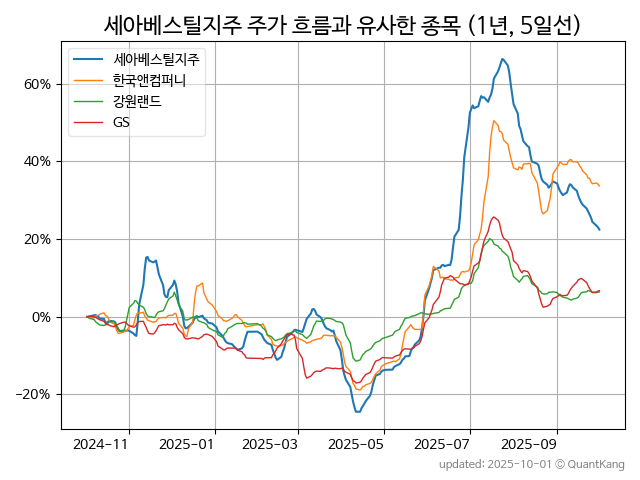 세아베스틸지주 주가 흐름과 유사한 종목 (1년, 5일선)
세아베스틸지주
한국앤컴퍼니
강원랜드
GS
60%
40%
20%
0%
−20%
2024-11 2025-01 2025-03 2025-05 2025-07 2025-09
updated: 2025-10-01 © QuantKang